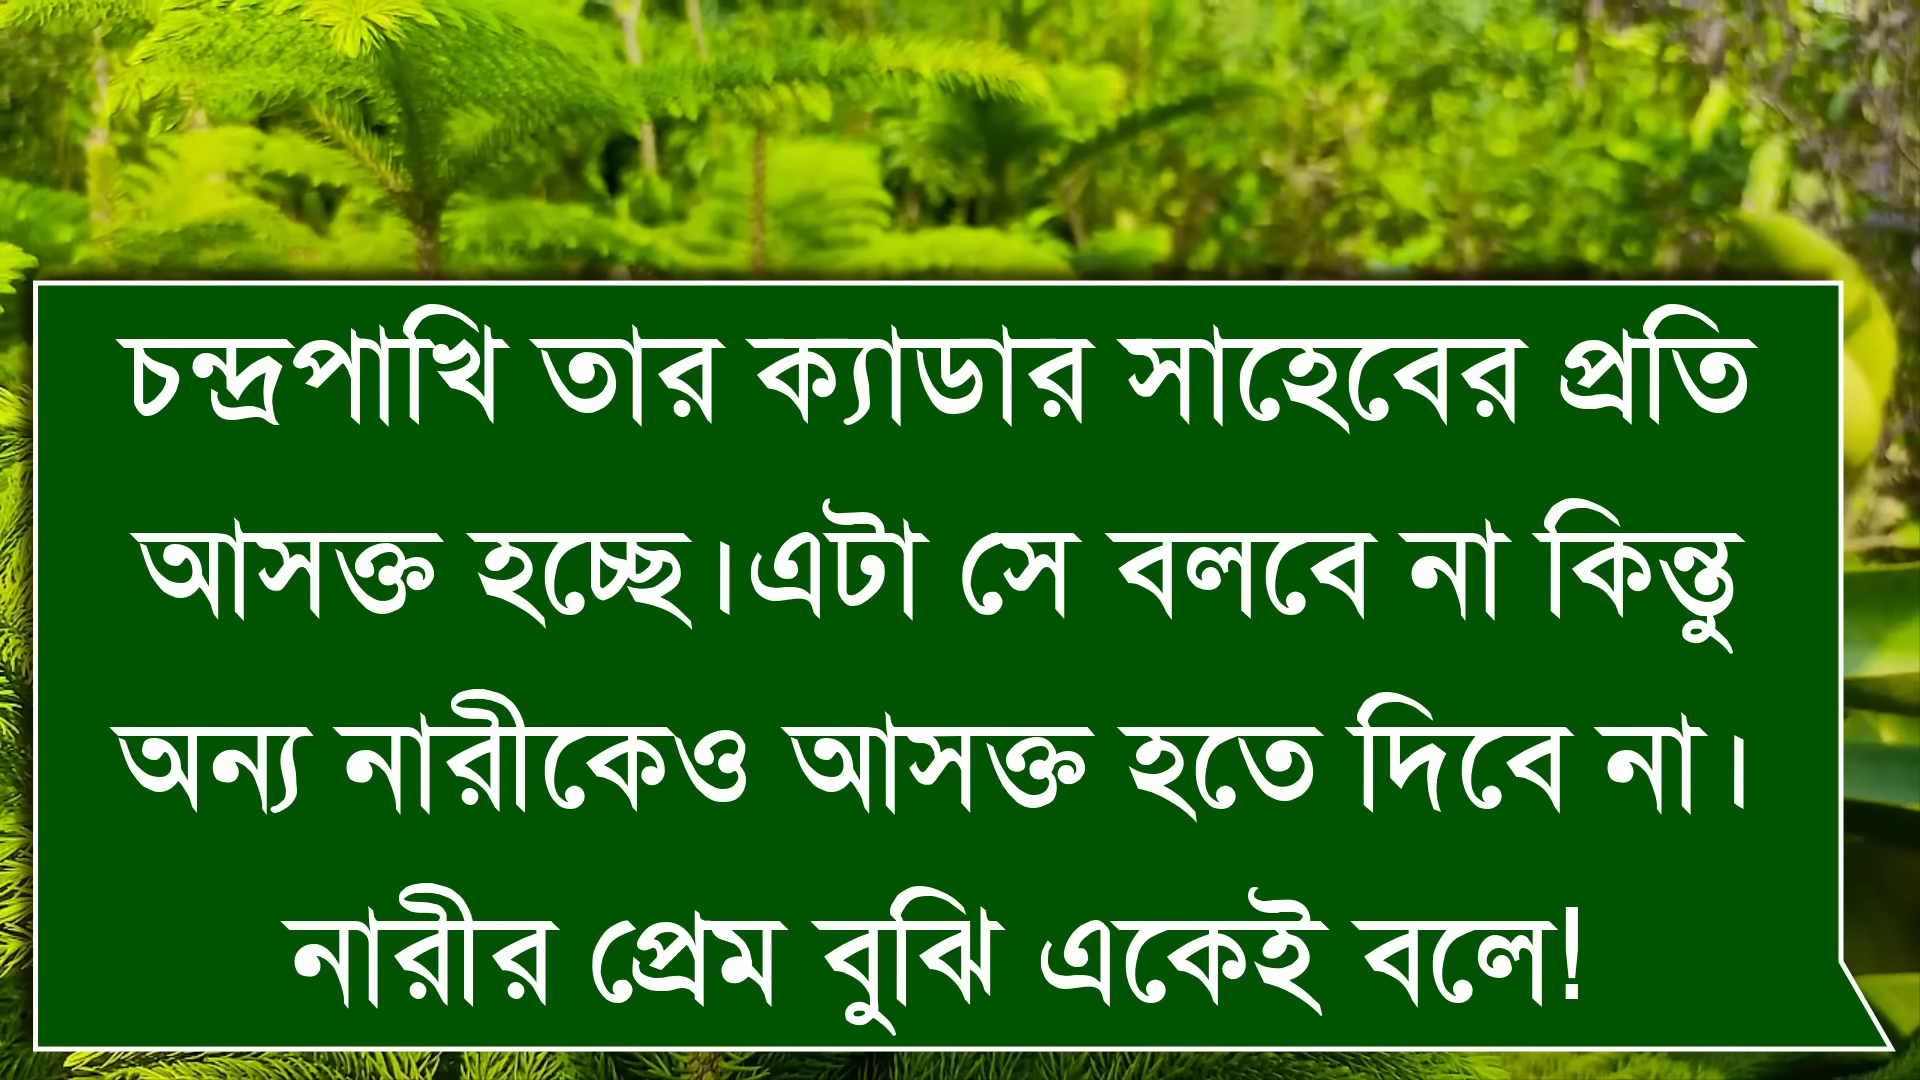 চন্দ্রপাখি তার ক্যাডার সাহেবের প্রতি
আসক্ত হচ্ছে।এটা সে বলবে না কিন্তু
অন্য নারীকেও আসক্ত হতে দিবে না।
নারীর প্রেম বুঝি একেই বলে!